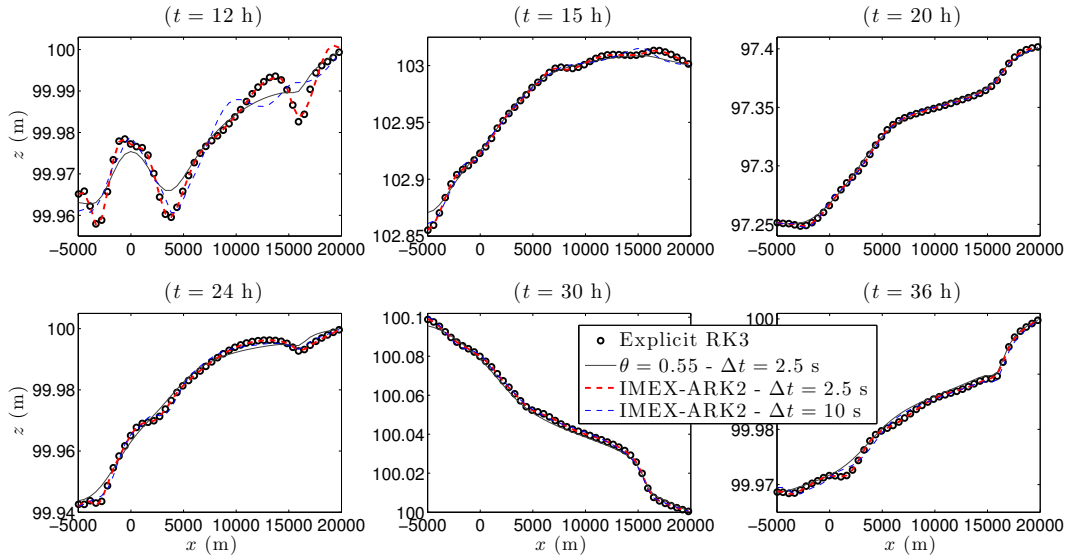 (t = 12 h)
(t = 15 h)
(t = 20 h)
z (m)
100
99.99
99.98
99.97
99.96
−5000 0 5000 10000 15000 20000
103
102.95
102.9
102.85
−5000 0 5000 10000 15000 20000
97.4
97.35
97.3
97.25
−5000 0 5000 10000 15000 20000
(t = 24 h)
(t = 30 h)
(t = 36 h)
z (m)
100
99.98
99.96
99.94
−5000 0 5000 10000 15000 20000
x (m)
100.1
100.08
100.06
100.04
100.02
100
−5000 0 5000 10000 15000 20000
x (m)
100
99.98
99.97
−5000 0 5000 10000 15000 20000
x (m)
Explicit RK3
θ = 0.55 - Δt = 2.5 s
IMEX-ARK2 - Δt = 2.5 s
IMEX-ARK2 - Δt = 10 s